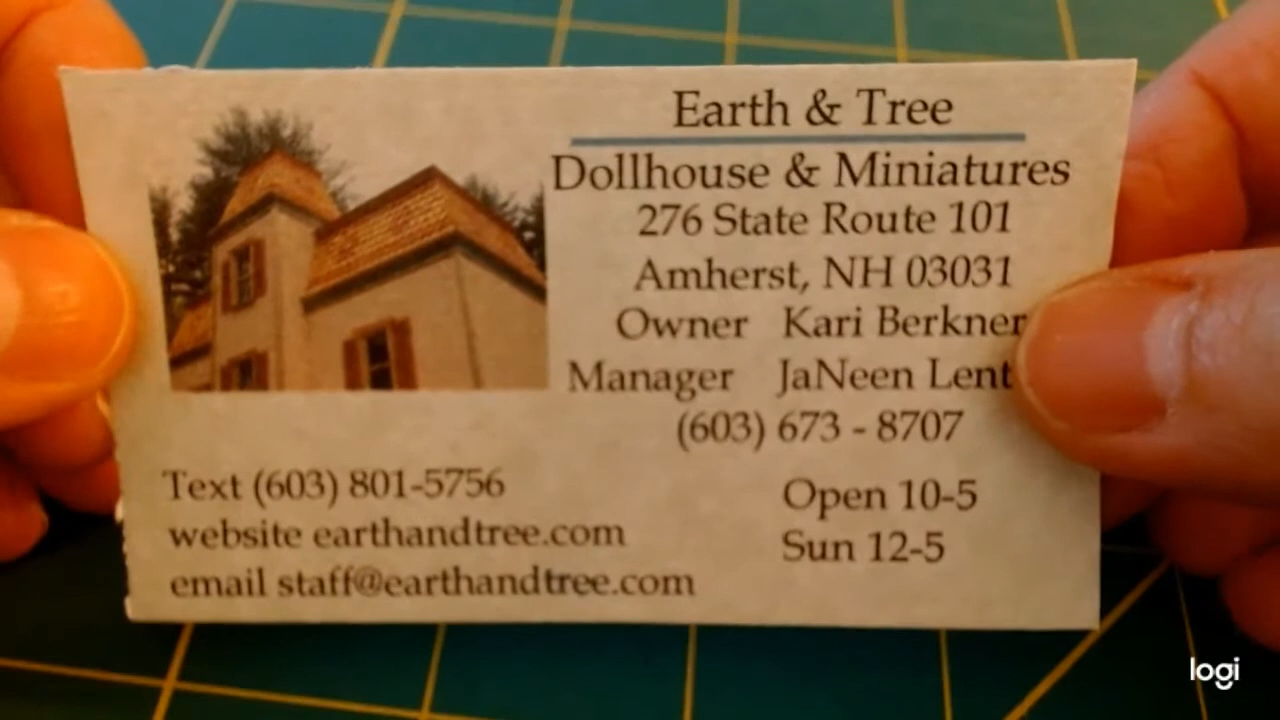 Earth & Tree
Dollhouse & Miniatures
276 State Route 101
Amherst, NH 03031
Owner Kari Berkner
Manager JaNeen Lent
(603) 673 - 8707
Text (603) 801-5756
website earthandtree.com
email staff@earthandtree.com
Open 10-5
Sun 12-5
logi